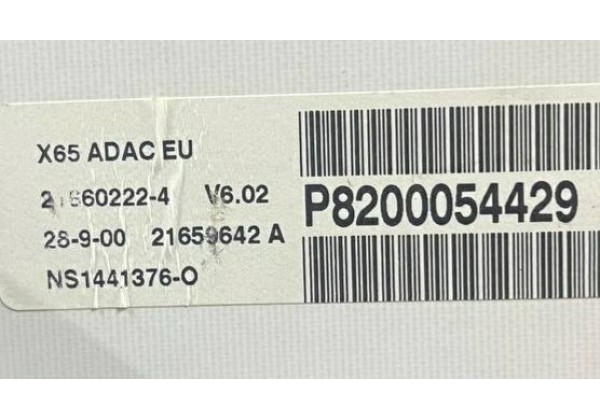 X65 ADAC EU
V6.02
28-9-00 21659642 A
NS1441376-O
P8200054429